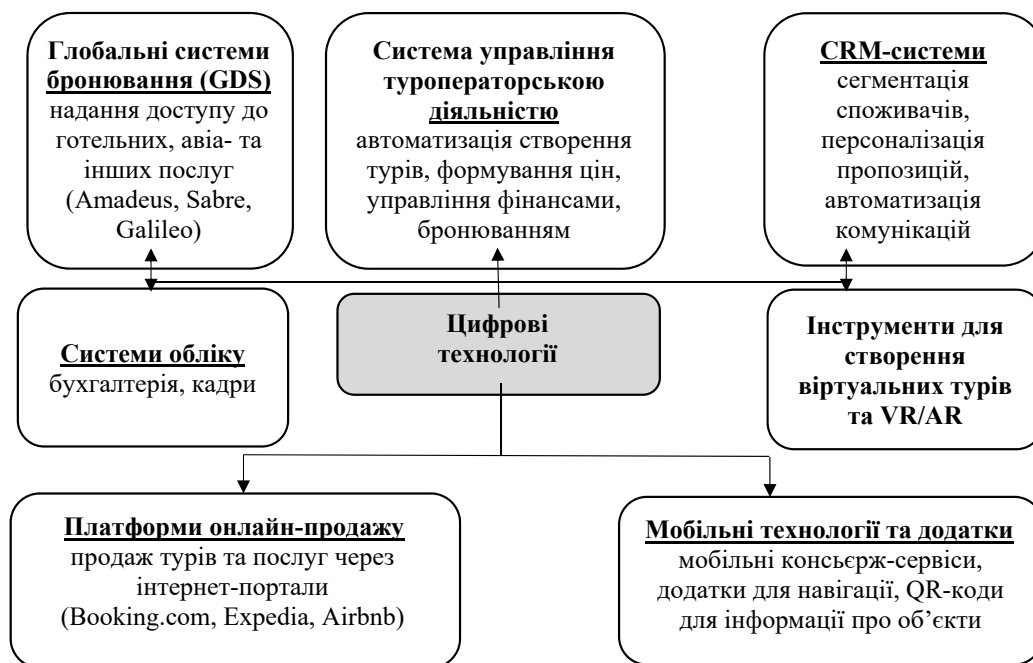 Глобальні системи
бронювання (GDS)
надання доступу до
готельних, авіа- та
інших послуг
(Amadeus, Sabre,
Galileo)
Система управління
туроператорською
діяльністю
автоматизація створення
турів, формування цін,
управління фінансами,
бронюванням
CRM-системи
сегментація
споживачів,
персоналізація
пропозицій,
автоматизація
комунікацій
Системи обліку
бухгалтерія, кадри
Цифрові
технології
Інструменти для
створення
віртуальних турів
та VR/AR
Платформи онлайн-продажу
продаж турів та послуг через
інтернет-портали
(Booking.com, Expedia, Airbnb)
Мобільні технології та додатки
мобільні консьєрж-сервіси,
додатки для навігації, QR-коди
для інформації про об’єкти